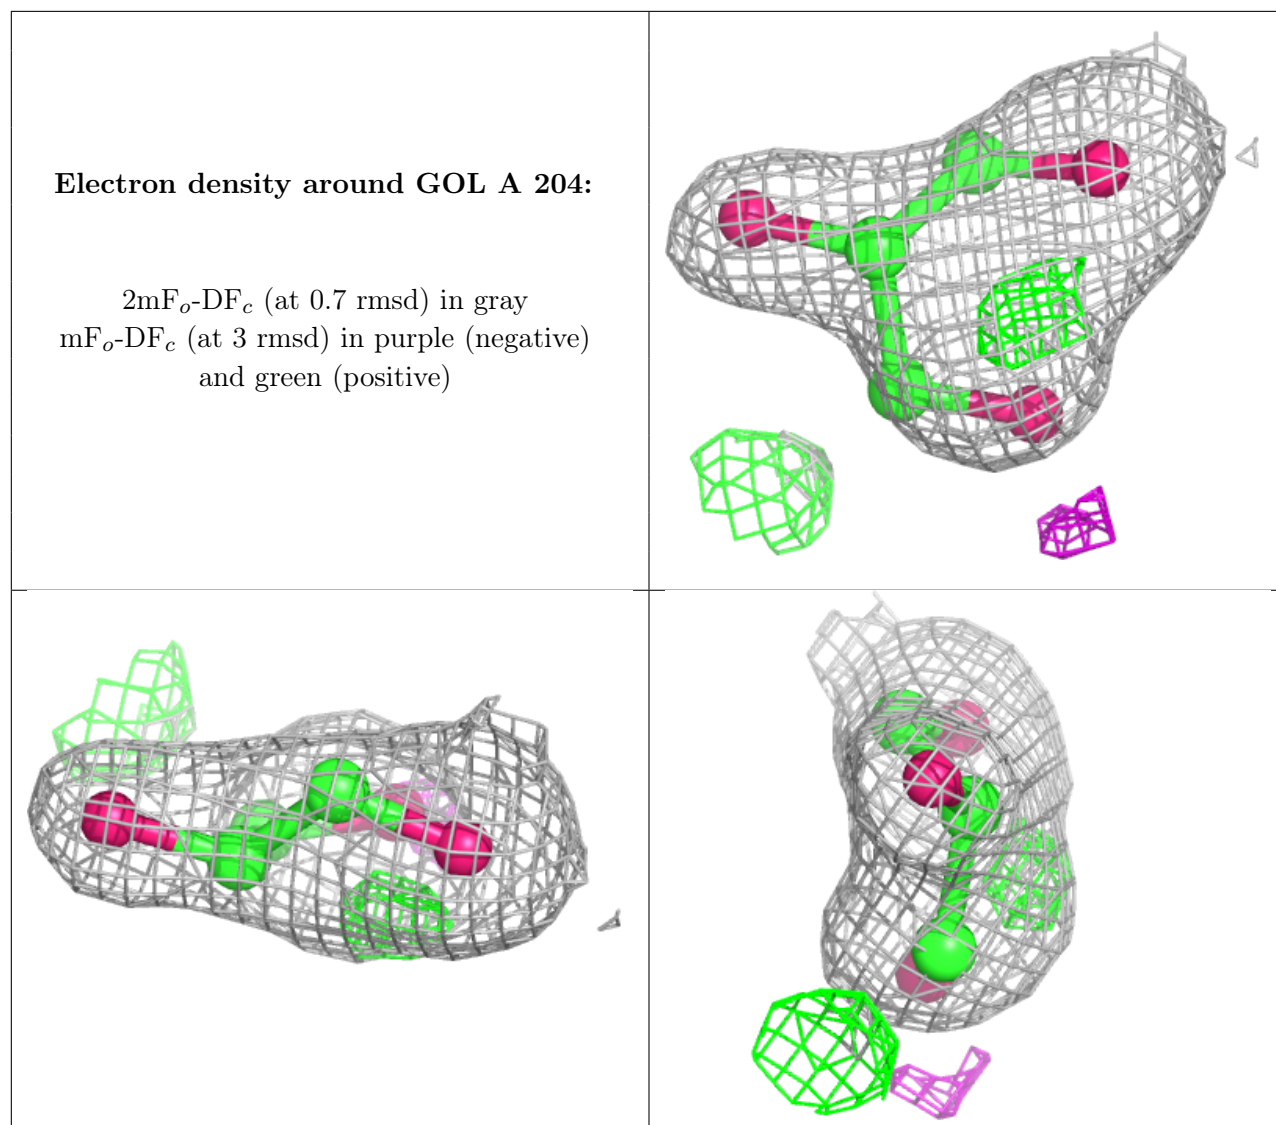 Electron density around GOL A 204:
2mFo-DFc (at 0.7 rmsd) in gray
mFo-DFc (at 3 rmsd) in purple (negative)
and green (positive)